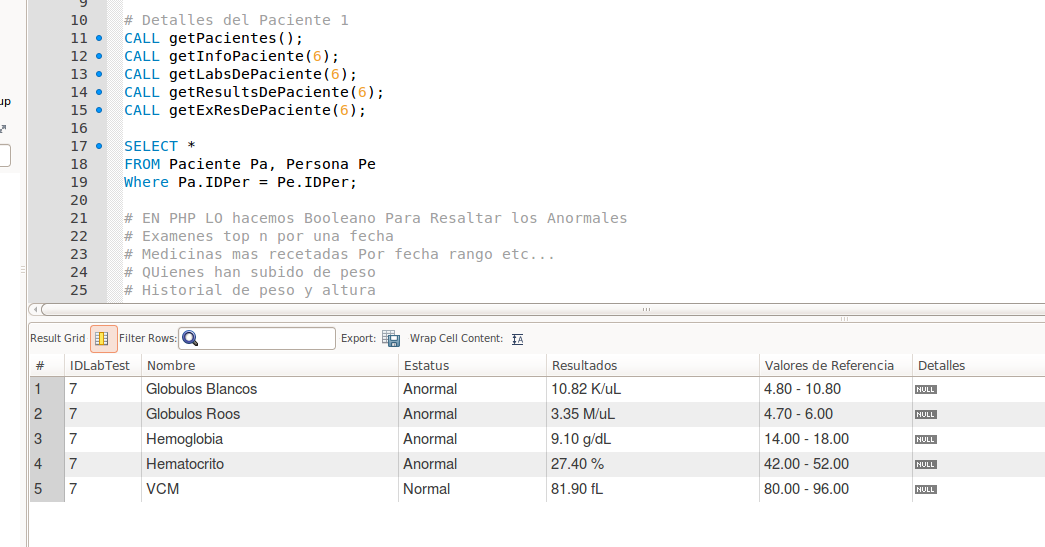 9
10 # Detalles del Paciente 1
11 CALL getPacientes();
12 CALL getInfoPaciente(6);
13 CALL getLabsDePaciente(6);
14 CALL getResultsDePaciente(6);
15 CALL getExResDePaciente(6);
16
17 SELECT *
18 FROM Paciente Pa, Persona Pe
19 Where Pa.IDPer = Pe.IDPer;
20
21 # EN PHP LO hacemos Booleano Para Resaltar los Anormales
22 # Examenes top n por una fecha
23 # Medicinas mas recetadas Por fecha rango etc...
24 # QUienes han subido de peso
25 # Historial de peso y altura
up
Result Grid Filter Rows: Export: Wrap Cell Content: IA
# IDLabTest Nombre Estatus Resultados Valores de Referencia Detalles
1 7 Globulos Blancos Anormal 10.82 K/uL 4.80 - 10.80 NULL
2 7 Globulos Roos Anormal 3.35 M/uL 4.70 - 6.00 NULL
3 7 Hemoglobia Anormal 9.10 g/dL 14.00 - 18.00 NULL
4 7 Hematocrito Anormal 27.40 % 42.00 - 52.00 NULL
5 7 VCM Normal 81.90 fL 80.00 - 96.00 NULL